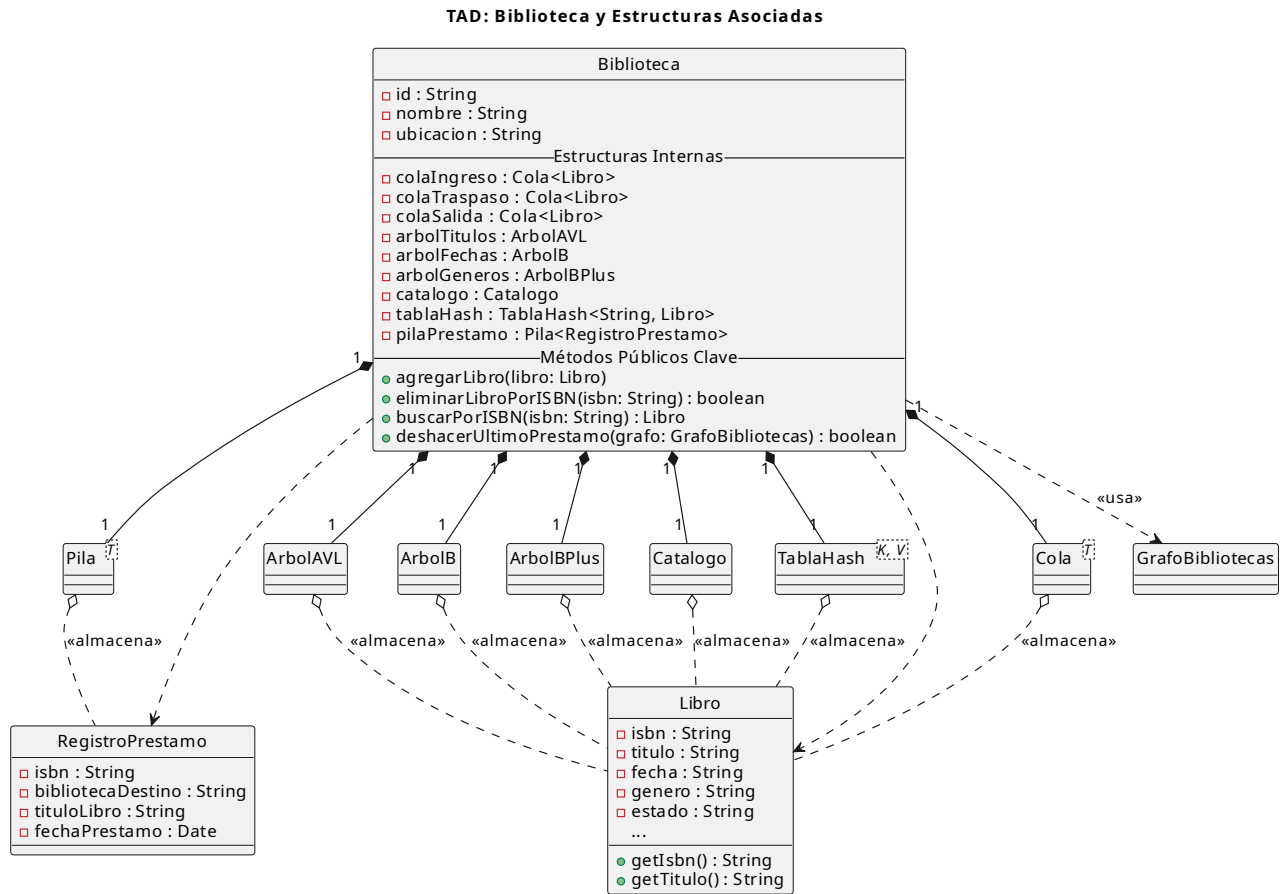 TAD: Biblioteca y Estructuras Asociadas
Biblioteca
id : String
nombre : String
ubicacion : String
Estructuras Internas
colaIngreso : Cola<Libro>
colaTraspaso : Cola<Libro>
colaSalida : Cola<Libro>
arbolTitulos : ArbolAVL
arbolFechas : ArbolB
arbolGeneros : ArbolBPlus
catalogo : Catalogo
tablaHash : TablaHash<String, Libro>
pilaPrestamo : Pila<RegistroPrestamo>
Métodos Públicos Clave
agregarLibro(libro: Libro)
eliminarLibroPorISBN(isbn: String) : boolean
buscarPorISBN(isbn: String) : Libro
deshacerUltimoPrestamo(grafo: GrafoBibliotecas) : boolean
1
1
1 1 1 1 1
«usa»
1 1 1 1 1 1 1
Pila T
ArbolAVL
ArbolB
ArbolBPlus
Catalogo
TablaHash K, V
Cola T
GrafoBibliotecas
«almacena»
«almacena»
«almacena»
«almacena»
«almacena»
«almacena»
«almacena»
RegistroPrestamo
isbn : String
bibliotecaDestino : String
tituloLibro : String
fechaPrestamo : Date
Libro
isbn : String
titulo : String
fecha : String
genero : String
estado : String
...
getIsbn() : String
getTitulo() : String